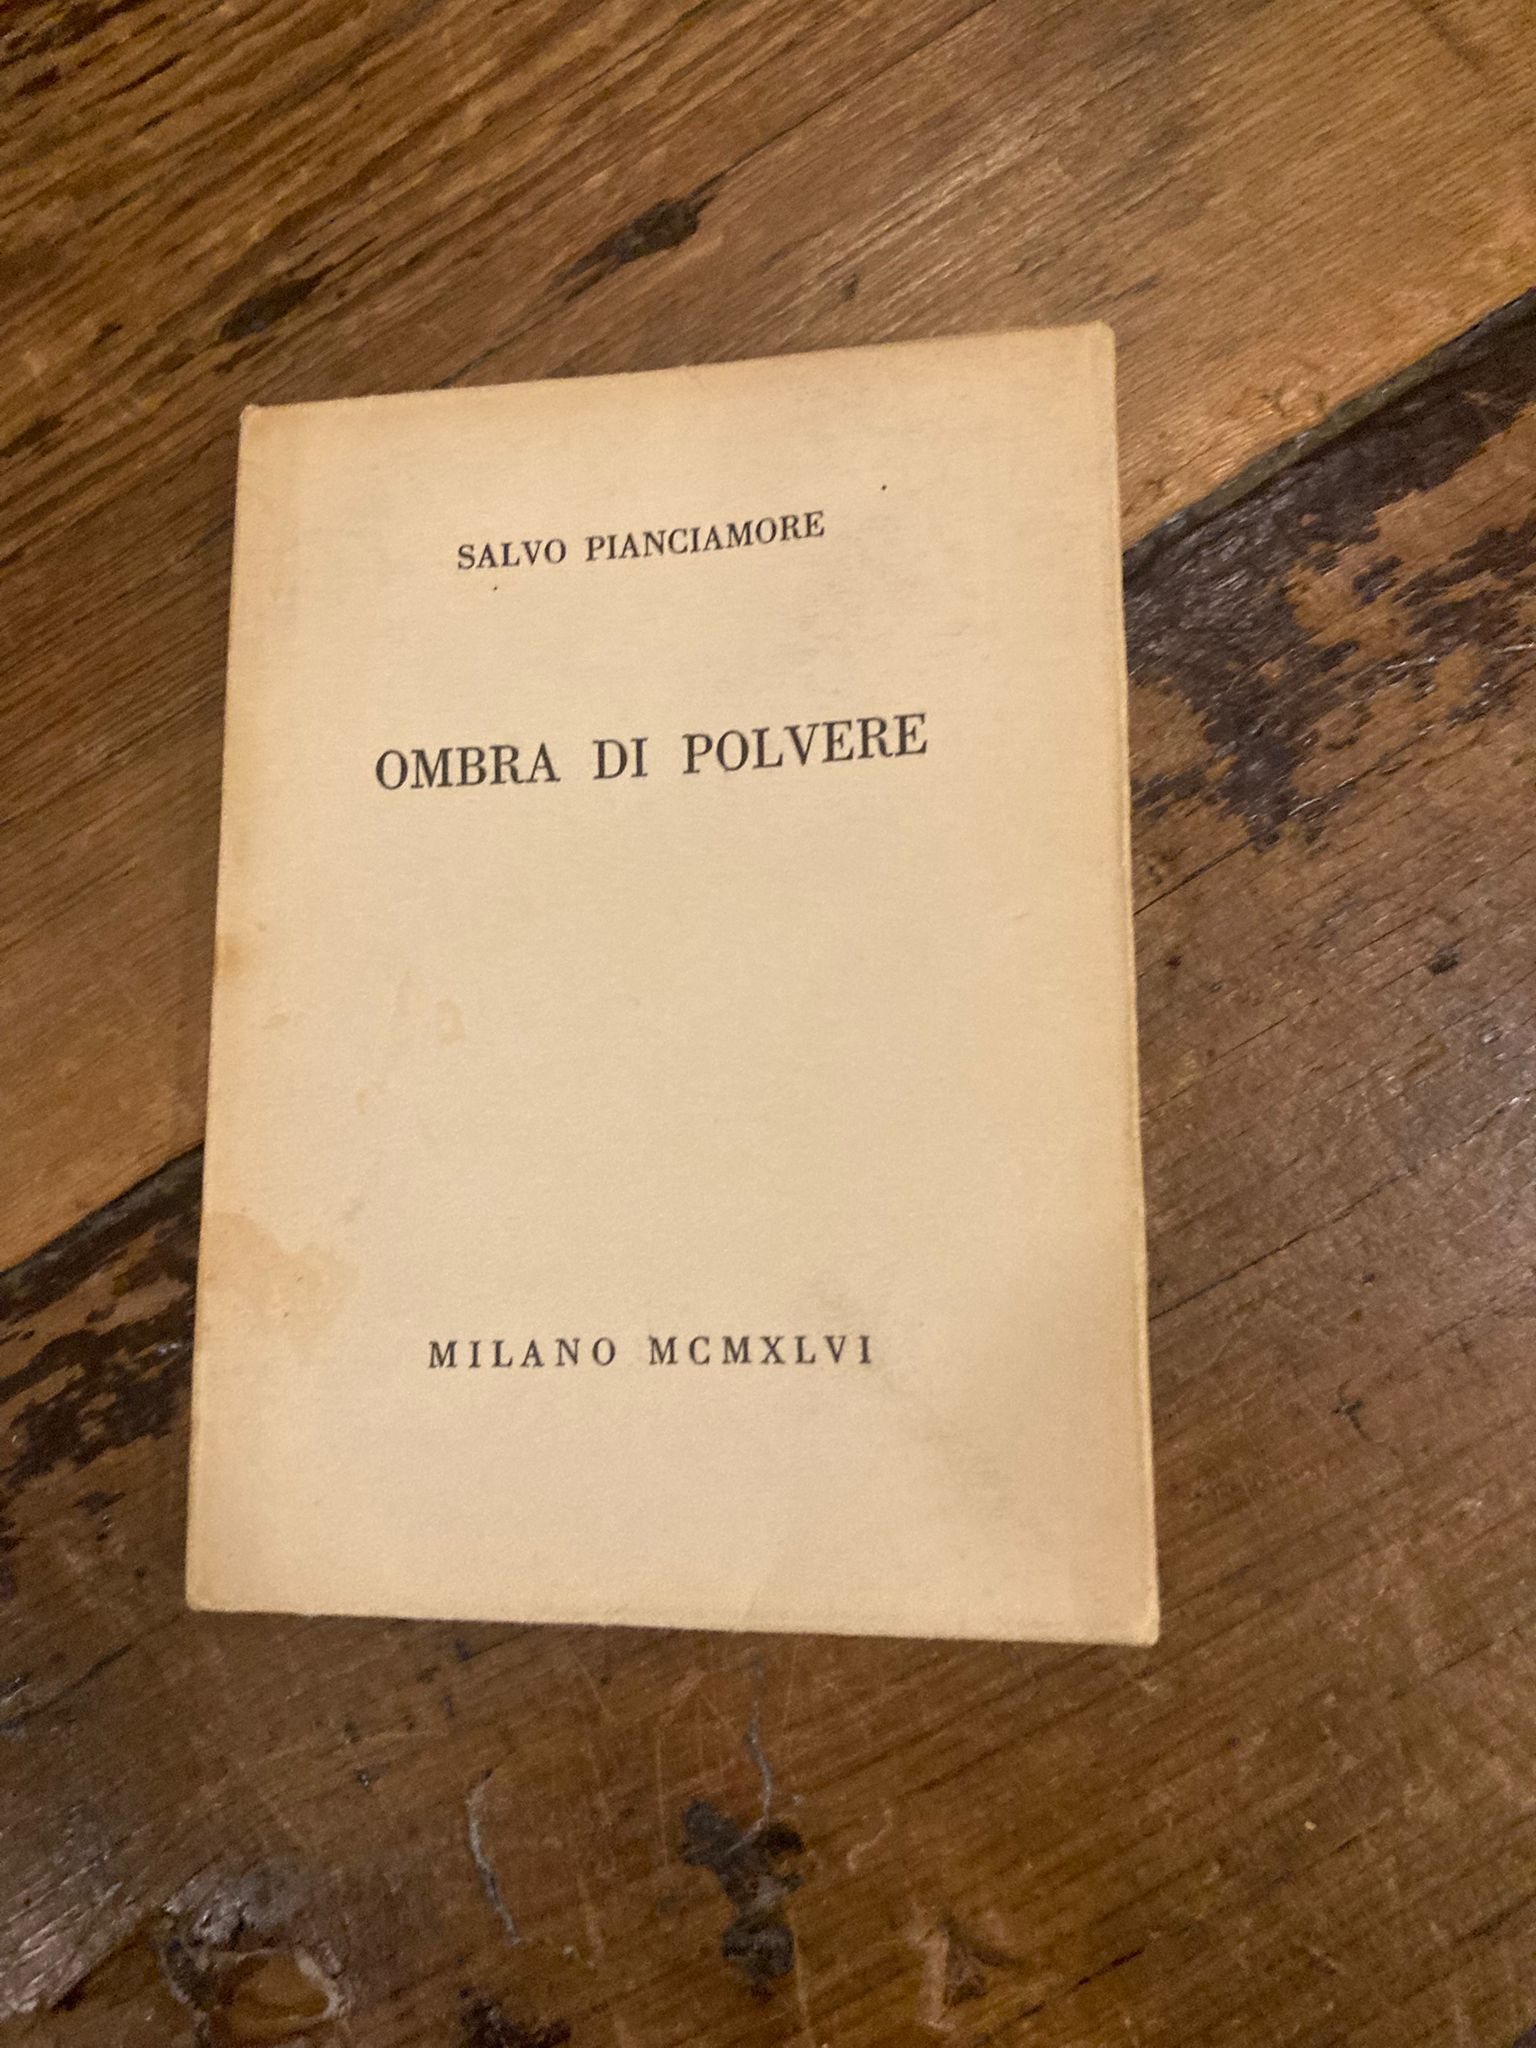 SALVO PIANCIAMORE
OMBRA DI POLVERE
MILANO MCMXLVI